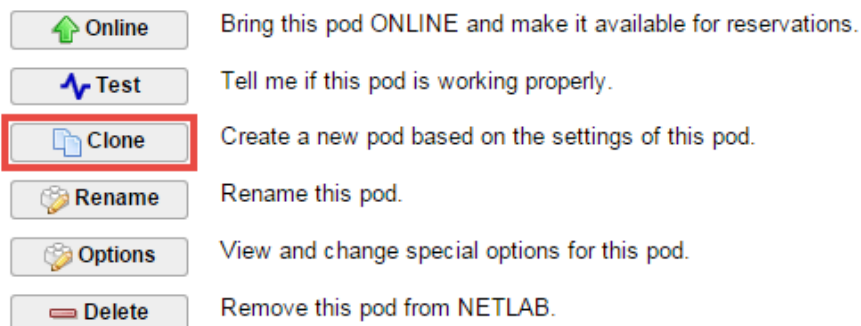 Online Bring this pod ONLINE and make it available for reservations.
Test Tell me if this pod is working properly.
Clone Create a new pod based on the settings of this pod.
Rename Rename this pod.
Options View and change special options for this pod.
Delete Remove this pod from NETLAB.